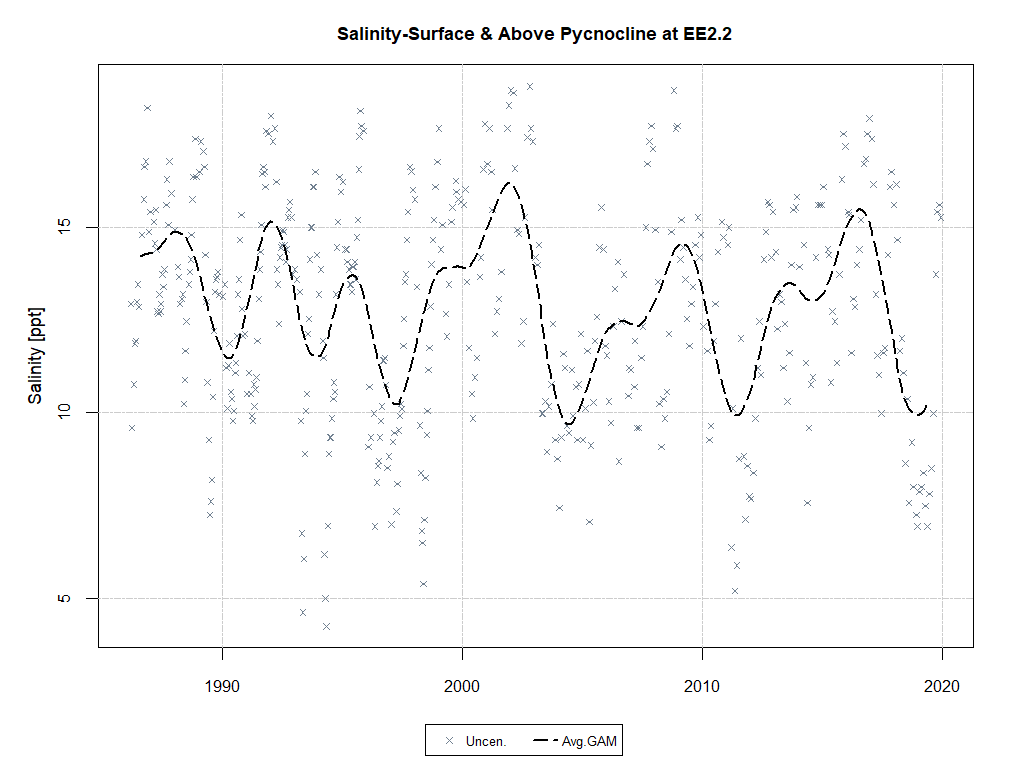 Salinity-Surface & Above Pycnocline at EE2.2
Salinity [ppt]
15
10
5
1990 2000 2010 2020
Uncen. Avg.GAM